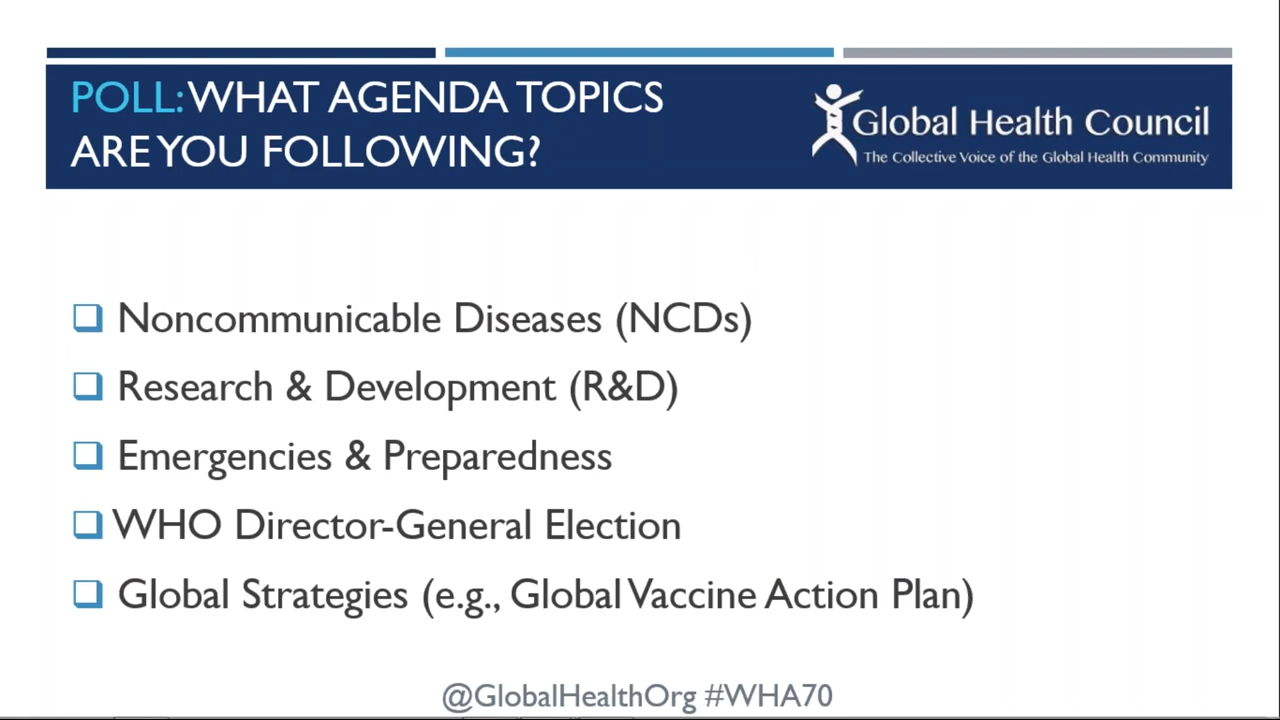 POLL: WHAT AGENDA TOPICS
ARE YOU FOLLOWING?
Global Health Council
The Collective Voice of the Global Health Community
Noncommunicable Diseases (NCDs)
Research & Development (R&D)
Emergencies & Preparedness
WHO Director-General Election
Global Strategies (e.g., Global Vaccine Action Plan)
@GlobalHealthOrg #WHA70